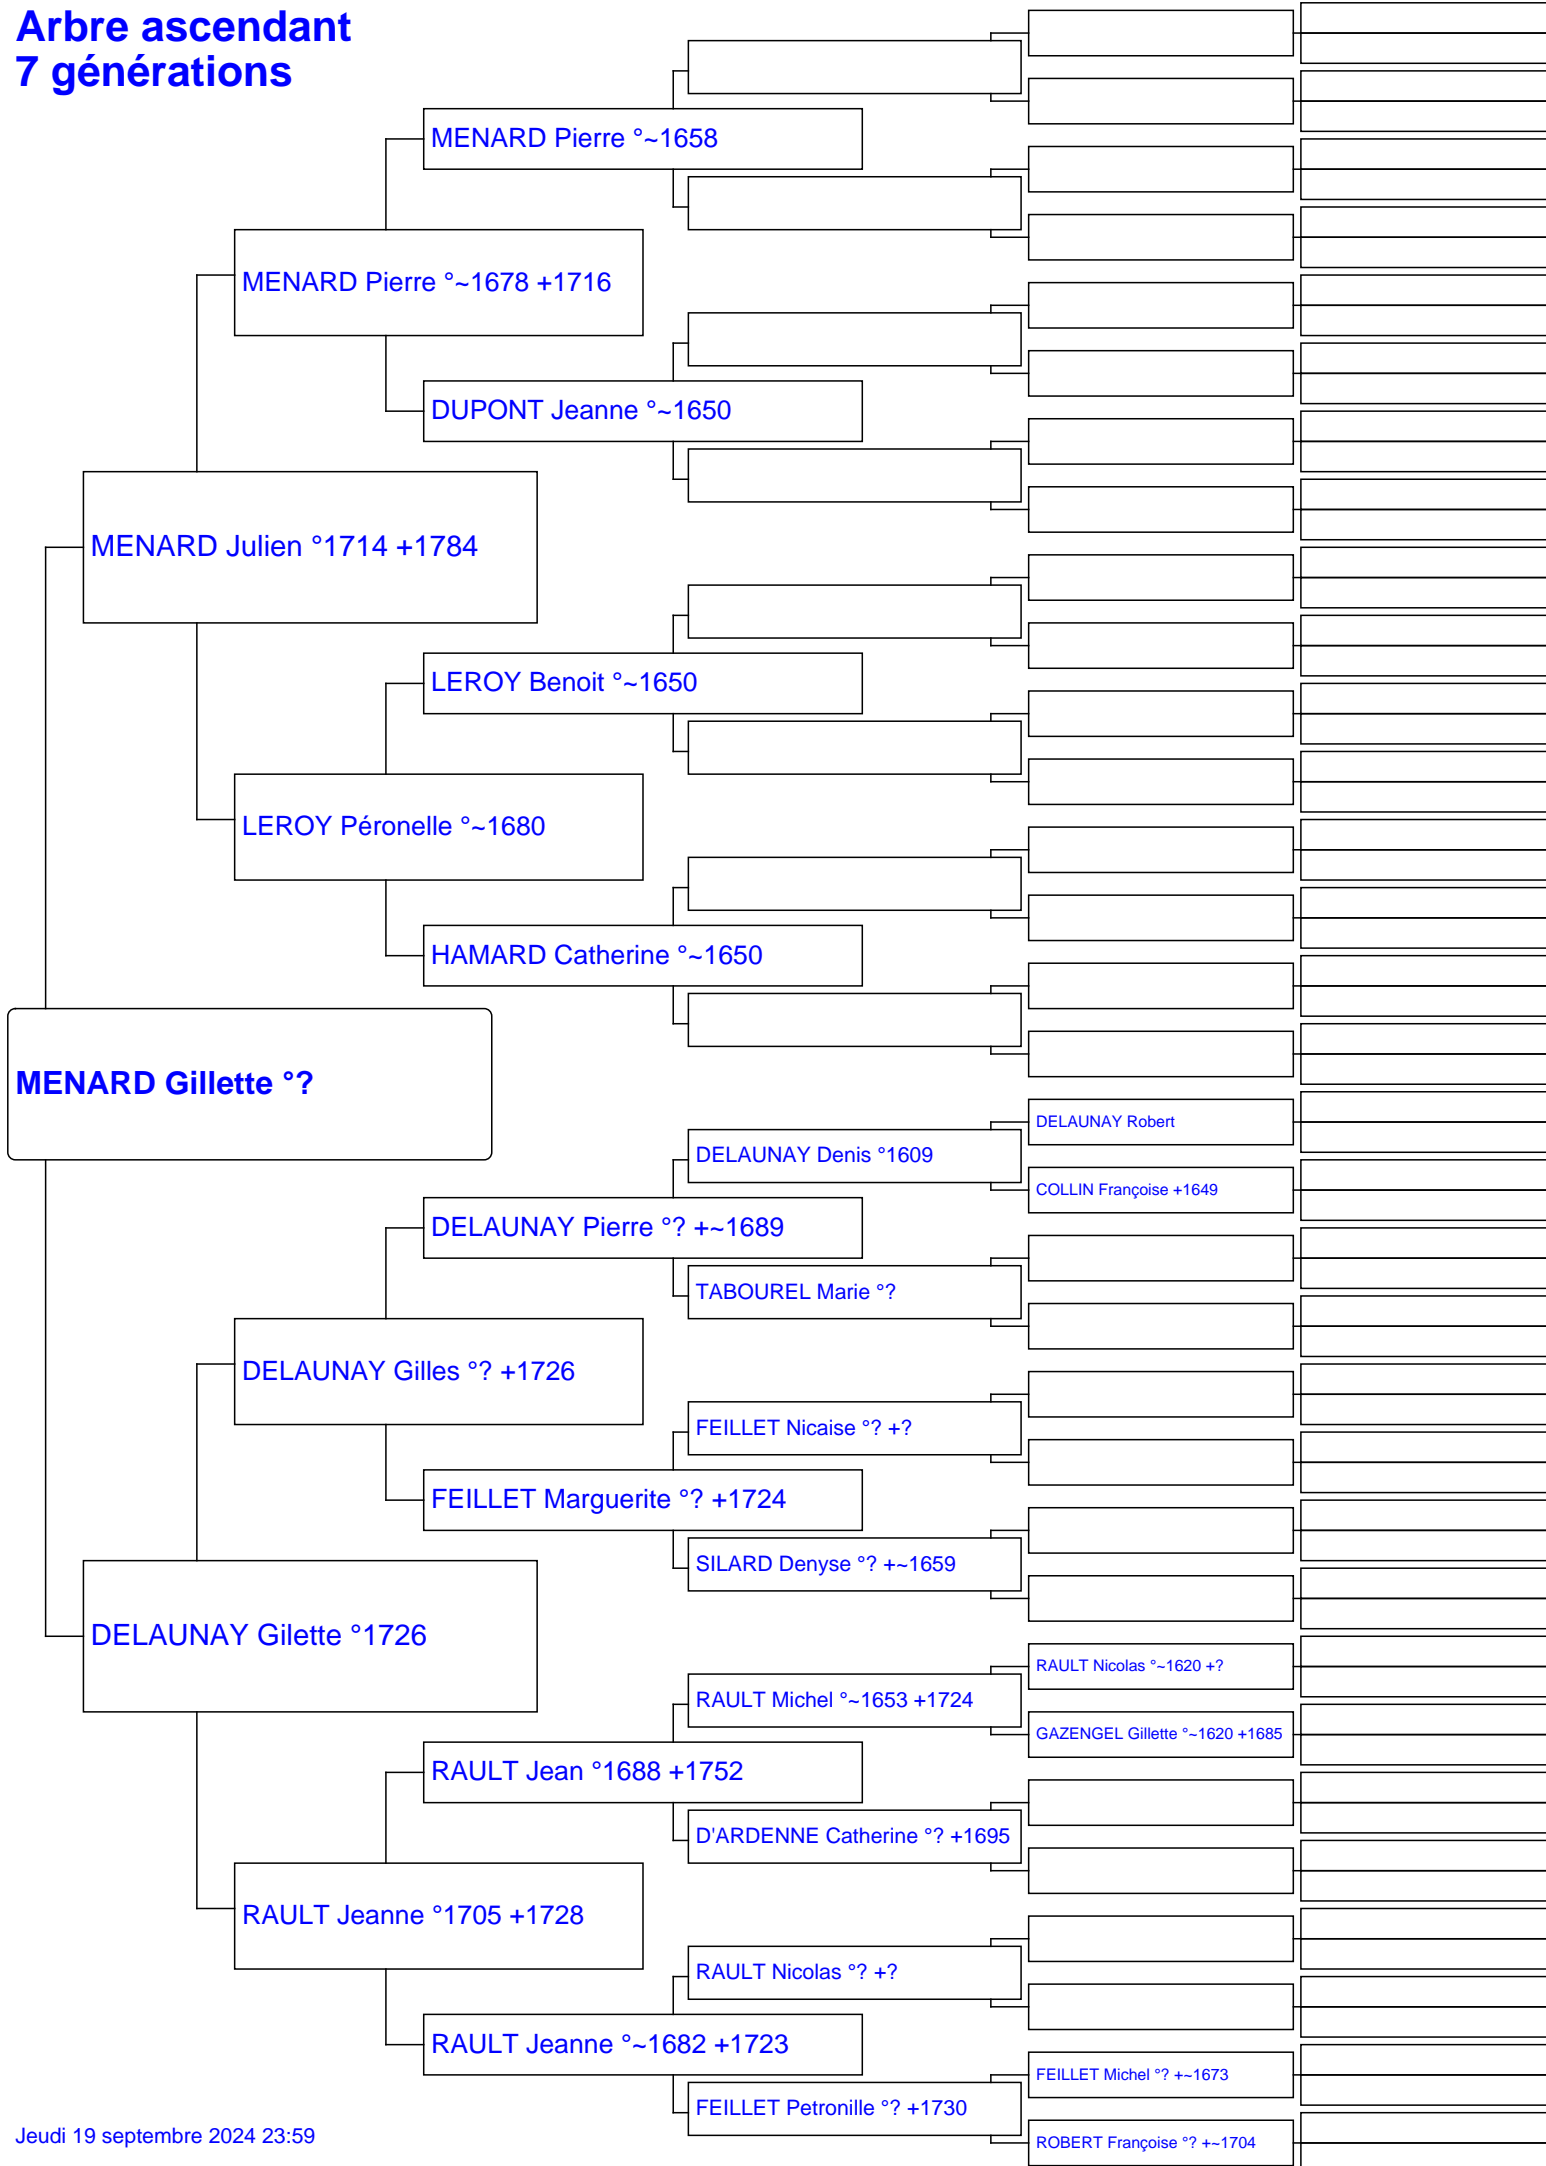 Arbre ascendant
7 générations
MENARD Pierre °~1658
MENARD Pierre °~1678 +1716
DUPONT Jeanne °~1650
MENARD Julien °1714 +1784
LEROY Benoit °~1650
LEROY Péronelle °~1680
HAMARD Catherine °~1650
MENARD Gillette °?
DELAUNAY Robert
DELAUNAY Denis °1609
COLLIN Françoise +1649
DELAUNAY Pierre °? +~1689
TABOUREL Marie °?
DELAUNAY Gilles °? +1726
FEILLET Nicaise °? +?
FEILLET Marguerite °? +1724
SILARD Denyse °? +~1659
DELAUNAY Gilette °1726
RAULT Nicolas °~1620 +?
RAULT Michel °~1653 +1724
GAZENGEL Gillette °~1620 +1685
RAULT Jean °1688 +1752
D'ARDENNE Catherine °? +1695
RAULT Jeanne °1705 +1728
RAULT Nicolas °? +?
RAULT Jeanne °~1682 +1723
FEILLET Michel °? +~1673
FEILLET Petronille °? +1730
ROBERT Françoise °? +~1704
Jeudi 19 septembre 2024 23:59